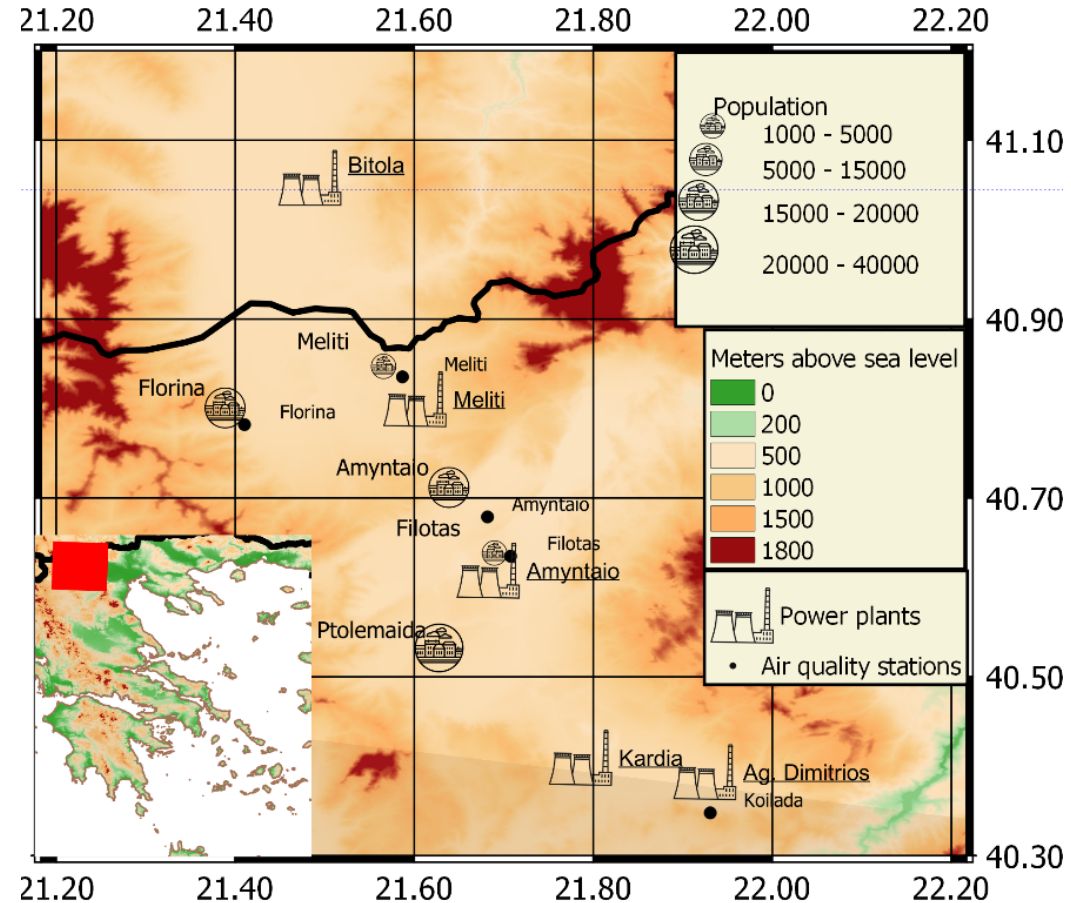 21.20 21.40 21.60 21.80 22.00 22.20
Population
1000 - 5000
5000 - 15000
15000 - 20000
20000 - 40000
41.10
Bitola
40.90
Meliti
Meliti
Meliti
Florina
Florina
Meters above sea level
0
200
500
1000
1500
1800
Amyntaio
40.70
Amyntaio
Filotas
Filotas
Amyntaio
Ptolemaida
Power plants
Air quality stations
40.50
Kardia
Ag. Dimitrios
Koilada
40.30
21.20 21.40 21.60 21.80 22.00 22.20